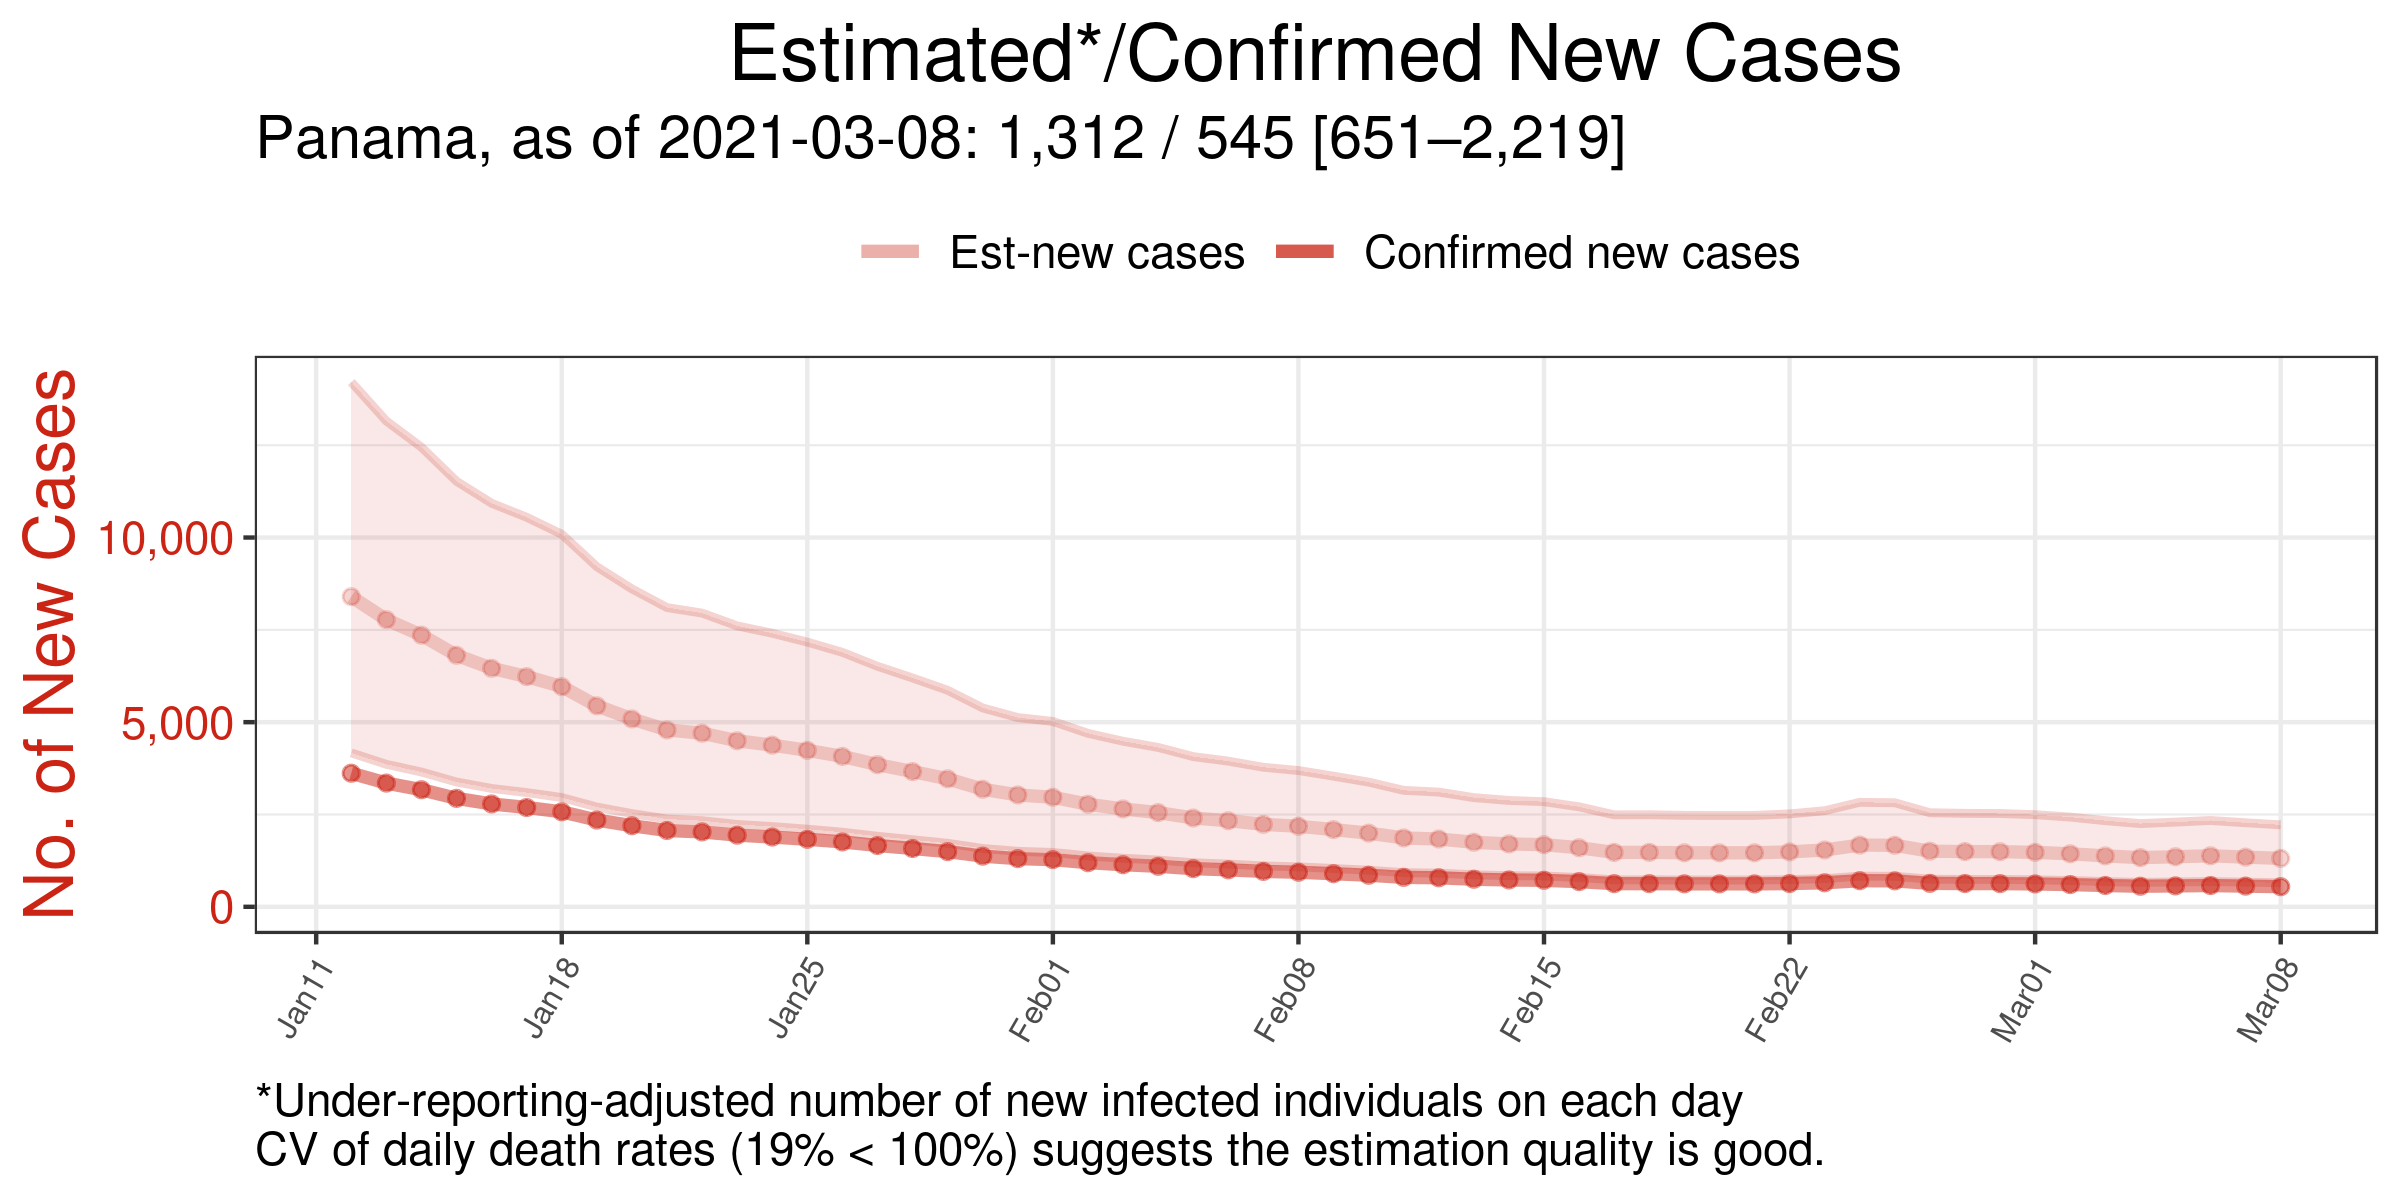 Estimated*/Confirmed New Cases
Panama, as of 2021-03-08: 1,312 / 545 [651–2,219]
Est-new cases
Confirmed new cases
No. of New Cases
10,000
5,000
0
Jan11
Jan18
Jan25
Feb01
Feb08
Feb15
Feb22
Mar01
Mar08
*Under-reporting-adjusted number of new infected individuals on each day
CV of daily death rates (19% < 100%) suggests the estimation quality is good.